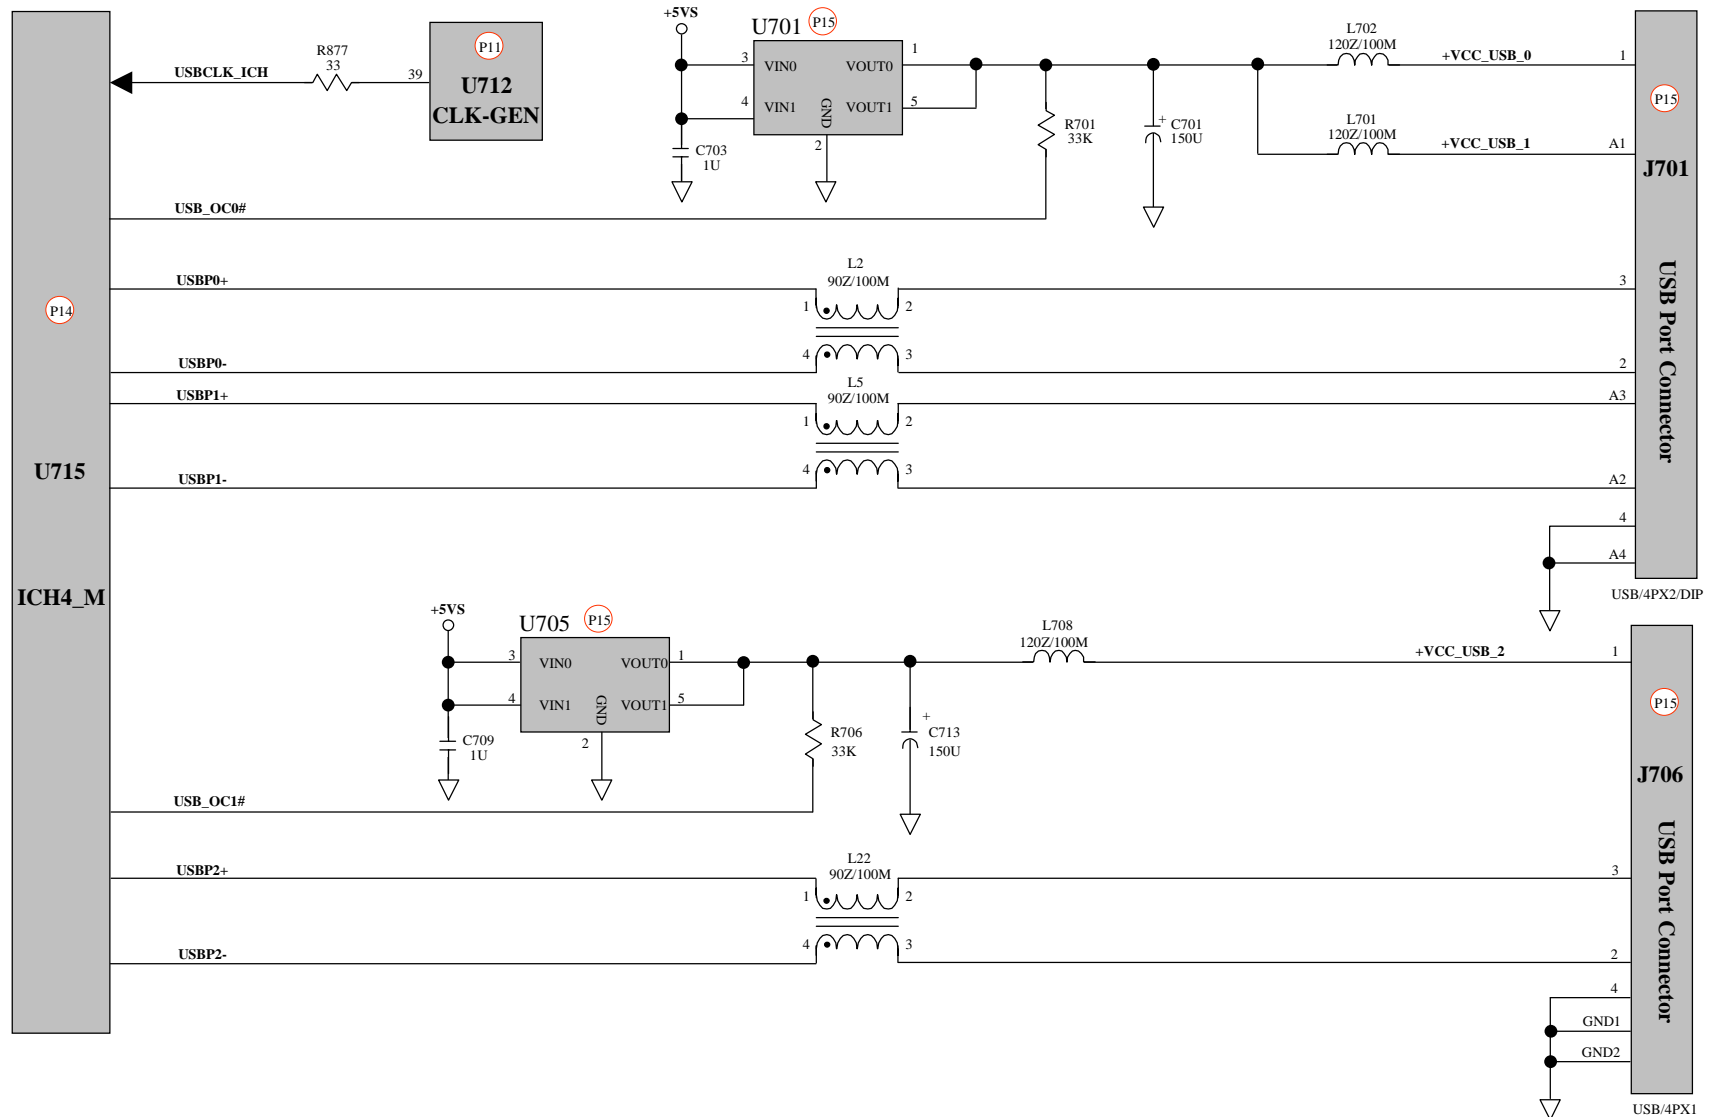 +5VS
U701
P15
L702
120Z/100M
P11
R877
33
USBCLK_ICH
39
U712
CLK-GEN
3
VIN0
VOUT0
1
4
VIN1
VOUT1
5
GND
2
+VCC_USB_0
1
P15
R701
33K
+
C701
150U
L701
120Z/100M
+VCC_USB_1
A1
C703
1U
J701
USB_OC0#
L2
90Z/100M
USBP0+
1
2
3
USB Port Connector
P14
USBP0-
4
3
2
L5
90Z/100M
USBP1+
1
2
A3
U715
USBP1-
4
3
A2
4
A4
ICH4_M
USB/4PX2/DIP
+5VS
U705
P15
L708
120Z/100M
3
VIN0
VOUT0
1
+VCC_USB_2
1
4
VIN1
VOUT1
5
GND
2
P15
C709
1U
R706
33K
+
C713
150U
J706
USB_OC1#
L22
90Z/100M
USBP2+
1
2
3
USB Port Connector
USBP2-
4
3
2
4
GND1
GND2
USB/4PX1